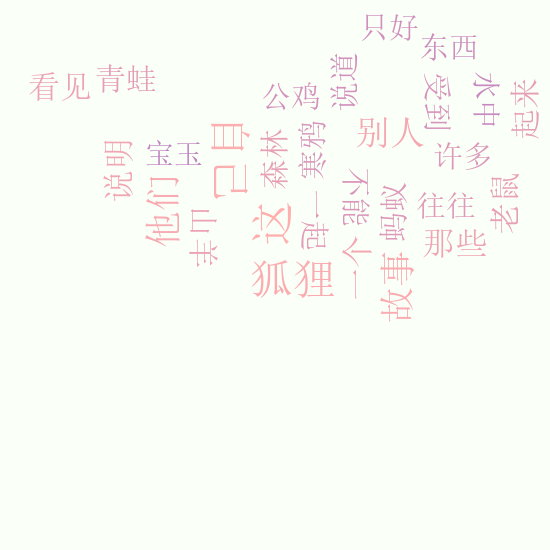 只好
东西
看见
青蛙
公鸡
说道
受到
水中
起来
说明
宝玉
自己
森林
寒鸦
别人
许多
他们
出来
这
一起
不能
蚂蚁
往往
老鼠
狐狸
一个
故事
那些